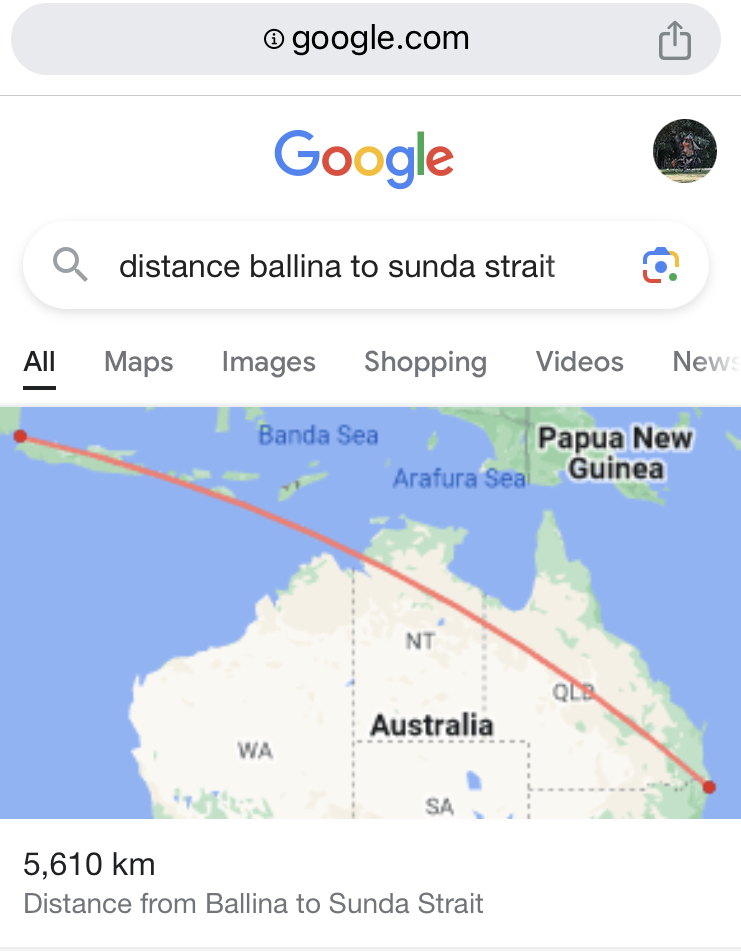 google.com
Google
distance ballina to sunda strait
All Maps Images Shopping Videos News
Banda Sea
Papua New
Guinea
Arafura Sea
NT
QLD
Australia
WA
SA
5,610 km
Distance from Ballina to Sunda Strait